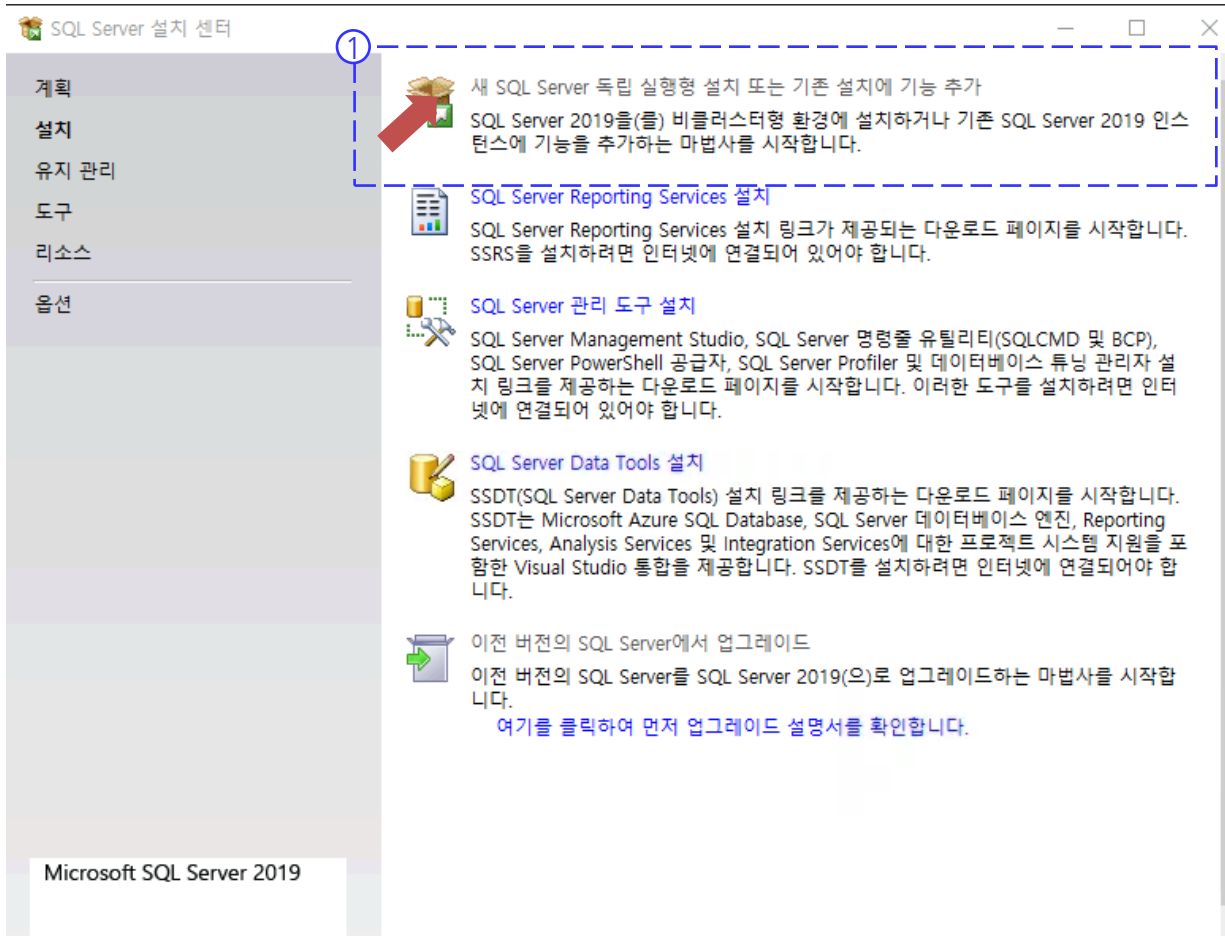 SQL Server 설치 센터
①
계획
설치
유지 관리
도구
리소스
옵션
새 SQL Server 독립 실행형 설치 또는 기존 설치에 기능 추가
SQL Server 2019을(를) 비클러스터형 환경에 설치하거나 기존 SQL Server 2019 인스
턴스에 기능을 추가하는 마법사를 시작합니다.
SQL Server Reporting Services 설치
SQL Server Reporting Services 설치 링크가 제공되는 다운로드 페이지를 시작합니다.
SSRS을 설치하려면 인터넷에 연결되어 있어야 합니다.
SQL Server 관리 도구 설치
SQL Server Management Studio, SQL Server 명령줄 유틸리티(SQLCMD 및 BCP),
SQL Server PowerShell 공급자, SQL Server Profiler 및 데이터베이스 튜닝 관리자 설
치 링크를 제공하는 다운로드 페이지를 시작합니다. 이러한 도구를 설치하려면 인터
넷에 연결되어 있어야 합니다.
SQL Server Data Tools 설치
SSDT(SQL Server Data Tools) 설치 링크를 제공하는 다운로드 페이지를 시작합니다.
SSDT는 Microsoft Azure SQL Database, SQL Server 데이터베이스 엔진, Reporting
Services, Analysis Services 및 Integration Services에 대한 프로젝트 시스템 지원을 포
함한 Visual Studio 통합을 제공합니다. SSDT를 설치하려면 인터넷에 연결되어야 합
니다.
이전 버전의 SQL Server에서 업그레이드
이전 버전의 SQL Server를 SQL Server 2019(으)로 업그레이드하는 마법사를 시작합
니다.
여기를 클릭하여 먼저 업그레이드 설명서를 확인합니다.
Microsoft SQL Server 2019